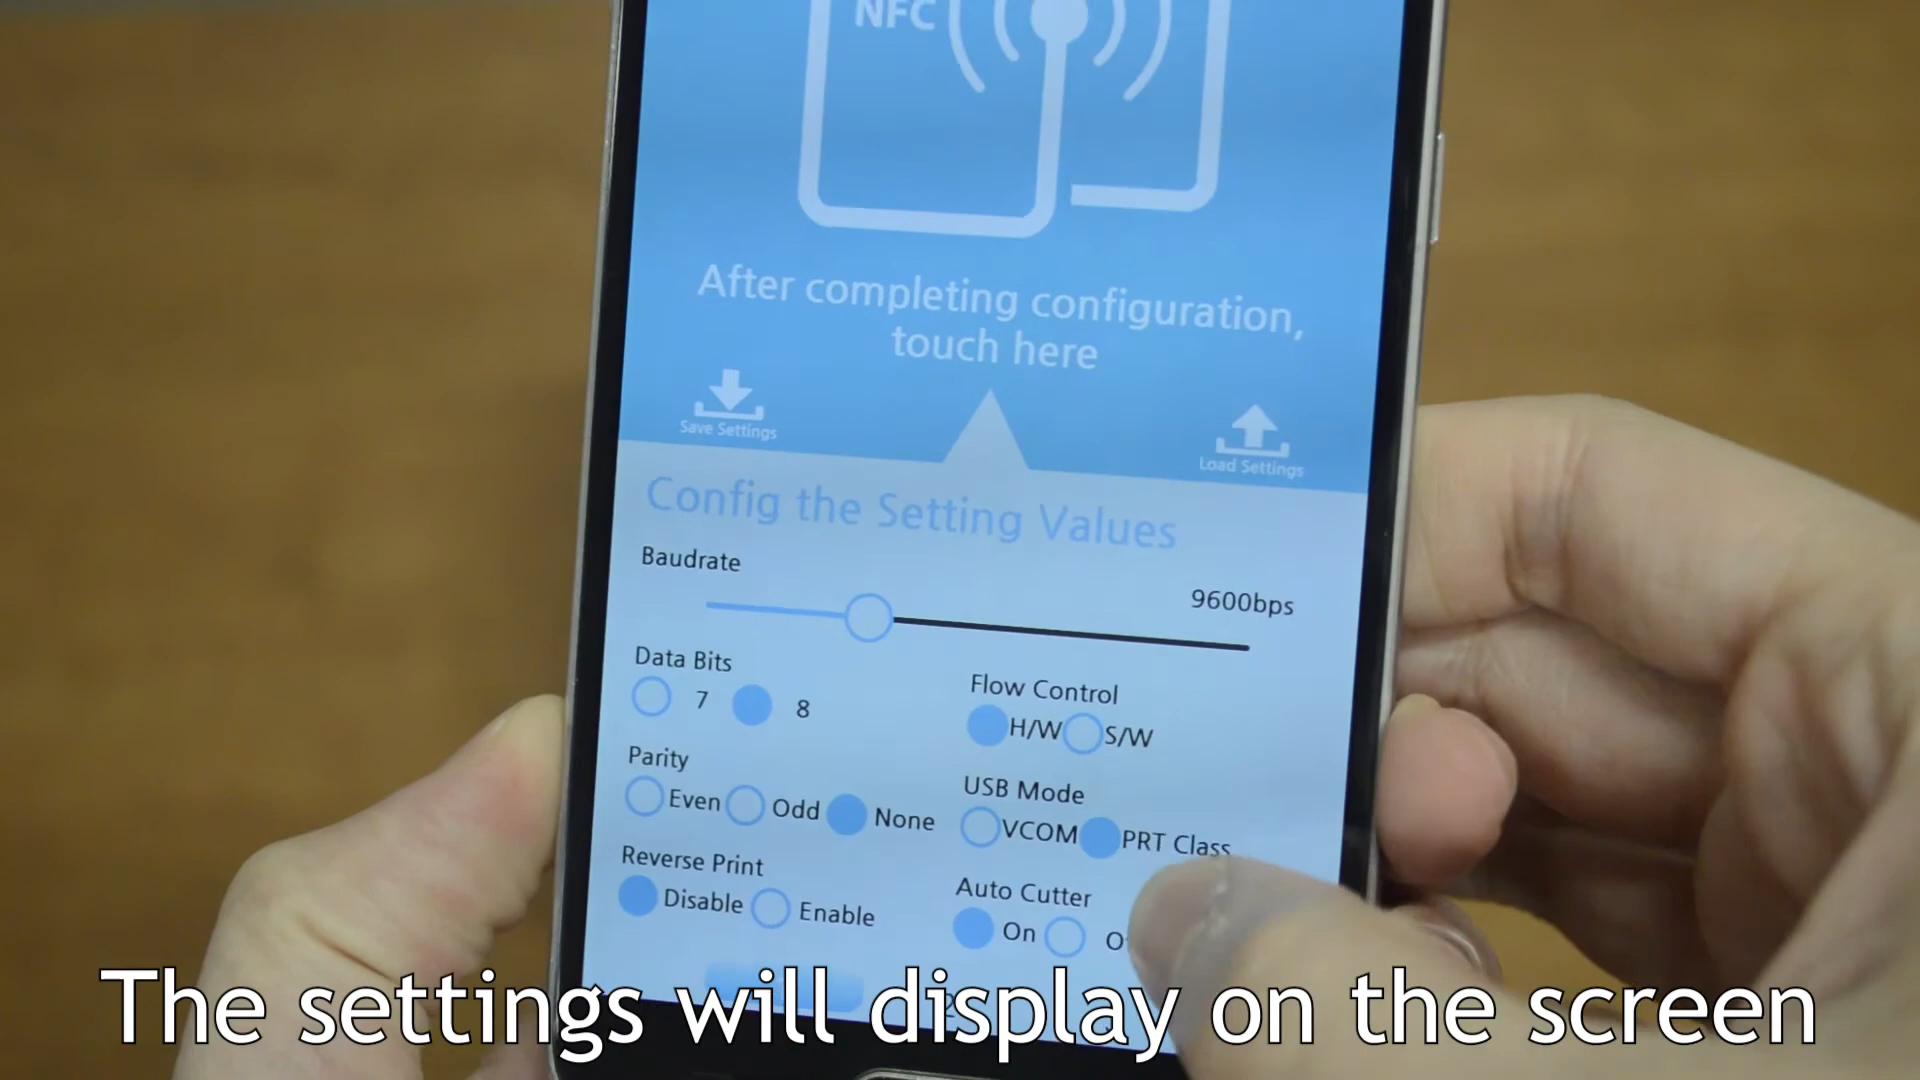 NFC
After completing configuration,
touch here
Save Settings
Load Settings
Config the Setting Values
Baudrate
9600bps
Data Bits
7 8
Flow Control
H/W S/W
Parity
Even Odd None
USB Mode
VCOM PRT Class
Reverse Print
Disable Enable
Auto Cutter
On
The settings will display on the screen